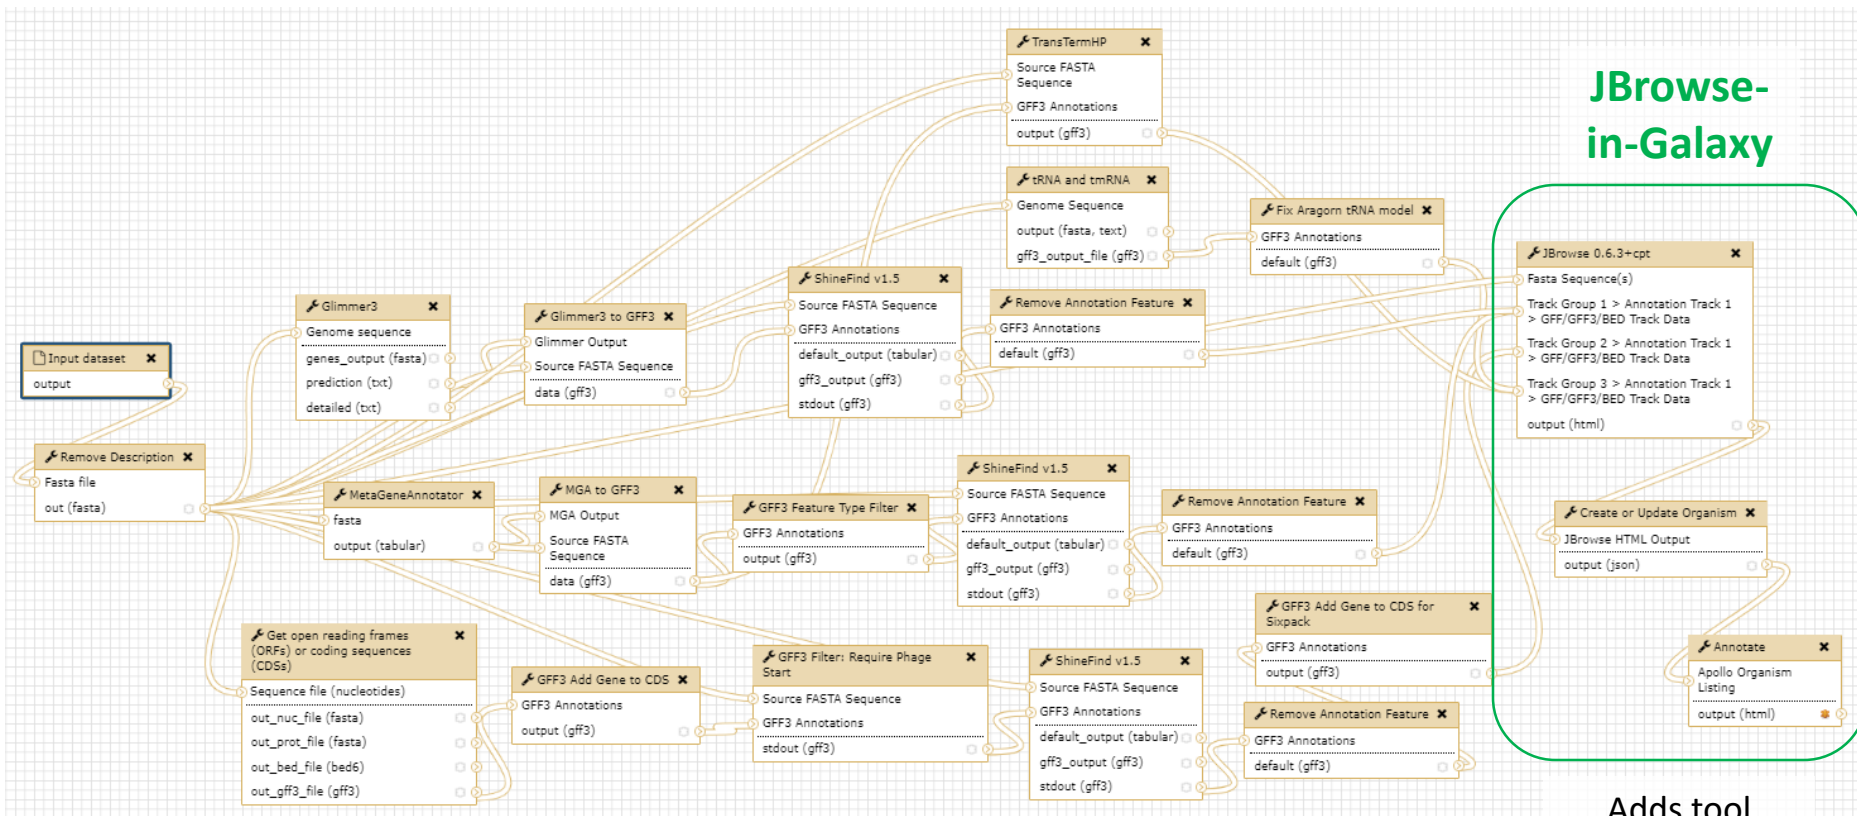 TransTermHP
Source FASTA
Sequence
GFF3 Annotations
output (gff3)
JBrowse-
in-Galaxy
tRNA and tmRNA
Genome Sequence
output (fasta, text)
gff3_output_file (gff3)
Fix Aragorn tRNA model
GFF3 Annotations
default (gff3)
JBrowse 0.6.3+cpt
Fasta Sequence(s)
Track Group 1 > Annotation Track 1
> GFF/GFF3/BED Track Data
Track Group 2 > Annotation Track 1
> GFF/GFF3/BED Track Data
Track Group 3 > Annotation Track 1
> GFF/GFF3/BED Track Data
output (html)
ShineFind v1.5
Source FASTA Sequence
GFF3 Annotations
default_output (tabular)
gff3_output (gff3)
stdout (gff3)
Remove Annotation Feature
GFF3 Annotations
default (gff3)
Glimmer3
Genome sequence
genes_output (fasta)
prediction (txt)
detailed (txt)
Glimmer3 to GFF3
Glimmer Output
Source FASTA Sequence
data (gff3)
Input dataset
output
Remove Description
Fasta file
out (fasta)
MetaGeneAnnotator
fasta
output (tabular)
MGA to GFF3
MGA Output
Source FASTA
Sequence
data (gff3)
GFF3 Feature Type Filter
GFF3 Annotations
output (gff3)
ShineFind v1.5
Source FASTA Sequence
GFF3 Annotations
default_output (tabular)
gff3_output (gff3)
stdout (gff3)
Remove Annotation Feature
GFF3 Annotations
default (gff3)
Create or Update Organism
JBrowse HTML Output
output (json)
Get open reading frames
(ORFs) or coding sequences
(CDSs)
Sequence file (nucleotides)
out_nuc_file (fasta)
out_prot_file (fasta)
out_bed_file (bed6)
out_gff3_file (gff3)
GFF3 Add Gene to CDS
GFF3 Annotations
output (gff3)
GFF3 Filter: Require Phage
Start
Source FASTA Sequence
GFF3 Annotations
stdout (gff3)
ShineFind v1.5
Source FASTA Sequence
GFF3 Annotations
default_output (tabular)
gff3_output (gff3)
stdout (gff3)
GFF3 Add Gene to CDS for
Sixpack
GFF3 Annotations
output (gff3)
Remove Annotation Feature
GFF3 Annotations
default (gff3)
Annotate
Apollo Organism
Listing
output (html)
Adds tool